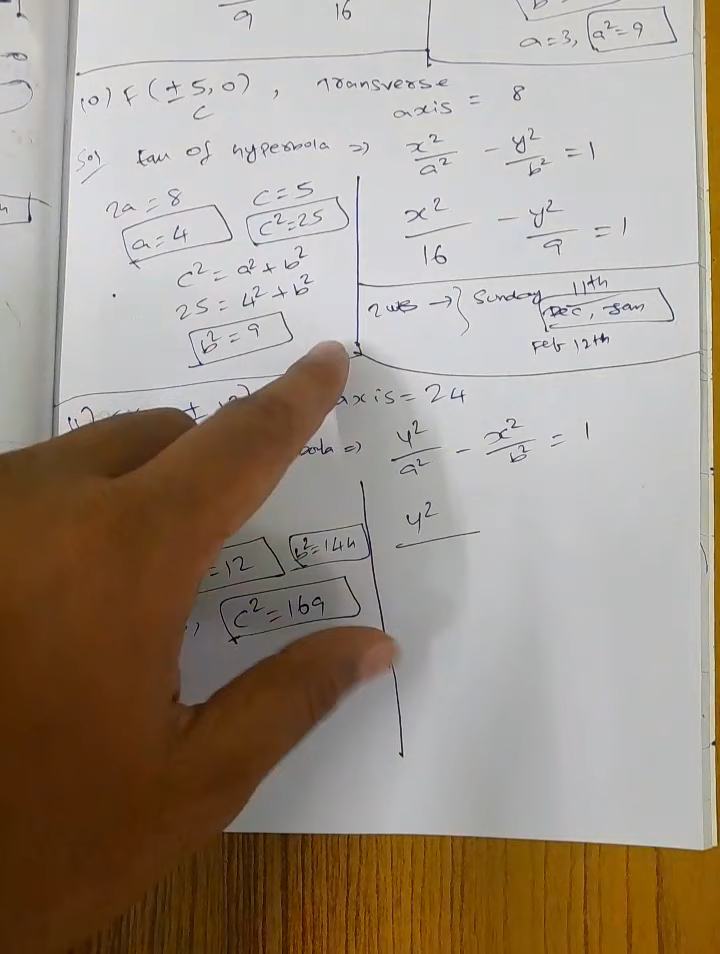 9 16
a=3, a²=9
10) F(±5,0), Transverse axis = 8
c
Sol of hyperbola => x²/a² - y²/b² = 1
2a=8 c=5
a=4 c²=25
x²/16 - y²/9 = 1
c²=a²+b²
25=4²+b²
b²=9
Sunday 11th
Dec, Jan
Feb 12th
axis=24
=> y²/a² - x²/b² = 1
y²
=12 b²=144
c²=169